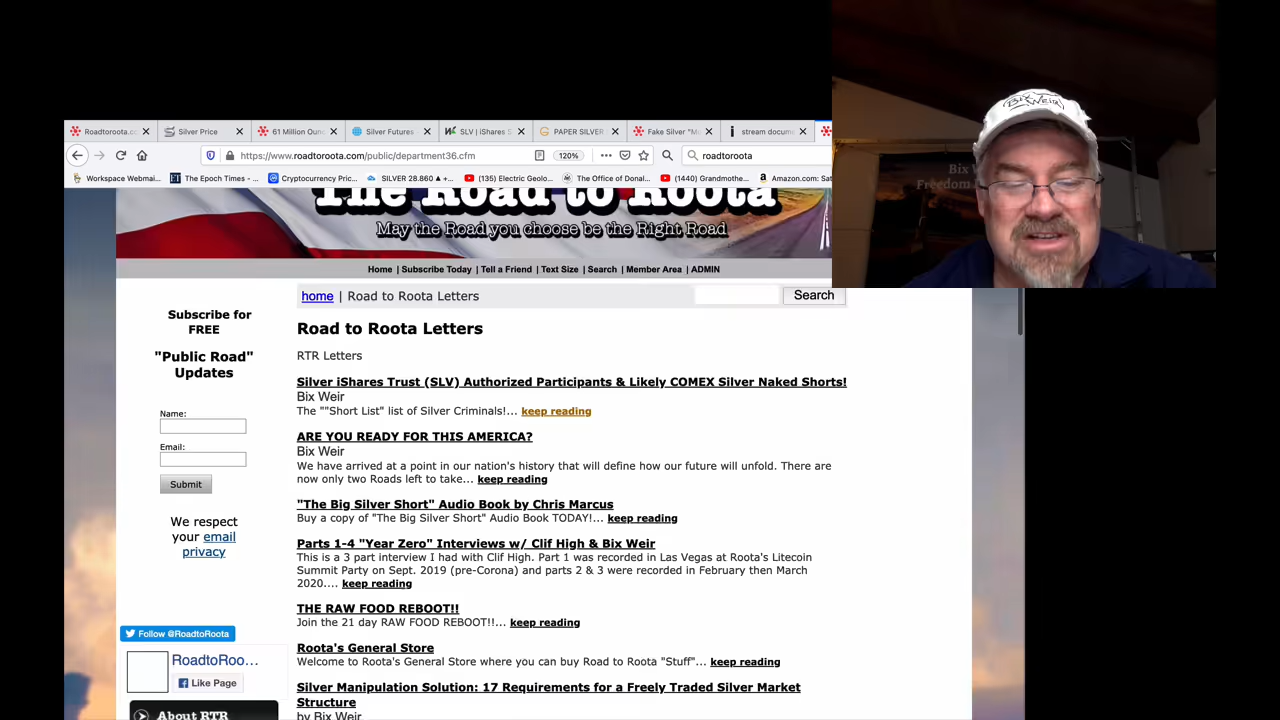 Roadtoroota.c
Silver Price
61 Million Oun
Silver Futures
SLV | iShares S
PAPER SILVER
Fake Silver "M
stream docum
https://www.roadtoroota.com/public/department36.cfm
120%
roadtoroota
Workspace Webmai...
The Epoch Times - ...
Cryptocurrency Pric...
SILVER 28.860 ▲ +...
(135) Electric Geolo...
The Office of Donal...
(1440) Grandmothe...
Amazon.com: Sat
BIX WEIR
Bix W
Freedom
The Road to Roota
May the Road you choose be the Right Road
Home | Subscribe Today | Tell a Friend | Text Size | Search | Member Area | ADMIN
home | Road to Roota Letters
Search
Subscribe for
FREE
"Public Road"
Updates
Name:
Email:
Submit
We respect
your email
privacy
Follow @RoadtoRoota
RoadtoRoo...
Like Page
About RTR
Road to Roota Letters
RTR Letters
Silver iShares Trust (SLV) Authorized Participants & Likely COMEX Silver Naked Shorts!
Bix Weir
The ""Short List" list of Silver Criminals!... keep reading
ARE YOU READY FOR THIS AMERICA?
Bix Weir
We have arrived at a point in our nation's history that will define how our future will unfold. There are
now only two Roads left to take... keep reading
"The Big Silver Short" Audio Book by Chris Marcus
Buy a copy of "The Big Silver Short" Audio Book TODAY!... keep reading
Parts 1-4 "Year Zero" Interviews w/ Clif High & Bix Weir
This is a 3 part interview I had with Clif High. Part 1 was recorded in Las Vegas at Roota's Litecoin
Summit Party on Sept. 2019 (pre-Corona) and parts 2 & 3 were recorded in February then March
2020.... keep reading
THE RAW FOOD REBOOT!!
Join the 21 day RAW FOOD REBOOT!!... keep reading
Roota's General Store
Welcome to Roota's General Store where you can buy Road to Roota "Stuff"... keep reading
Silver Manipulation Solution: 17 Requirements for a Freely Traded Silver Market
Structure
by Bix Weir